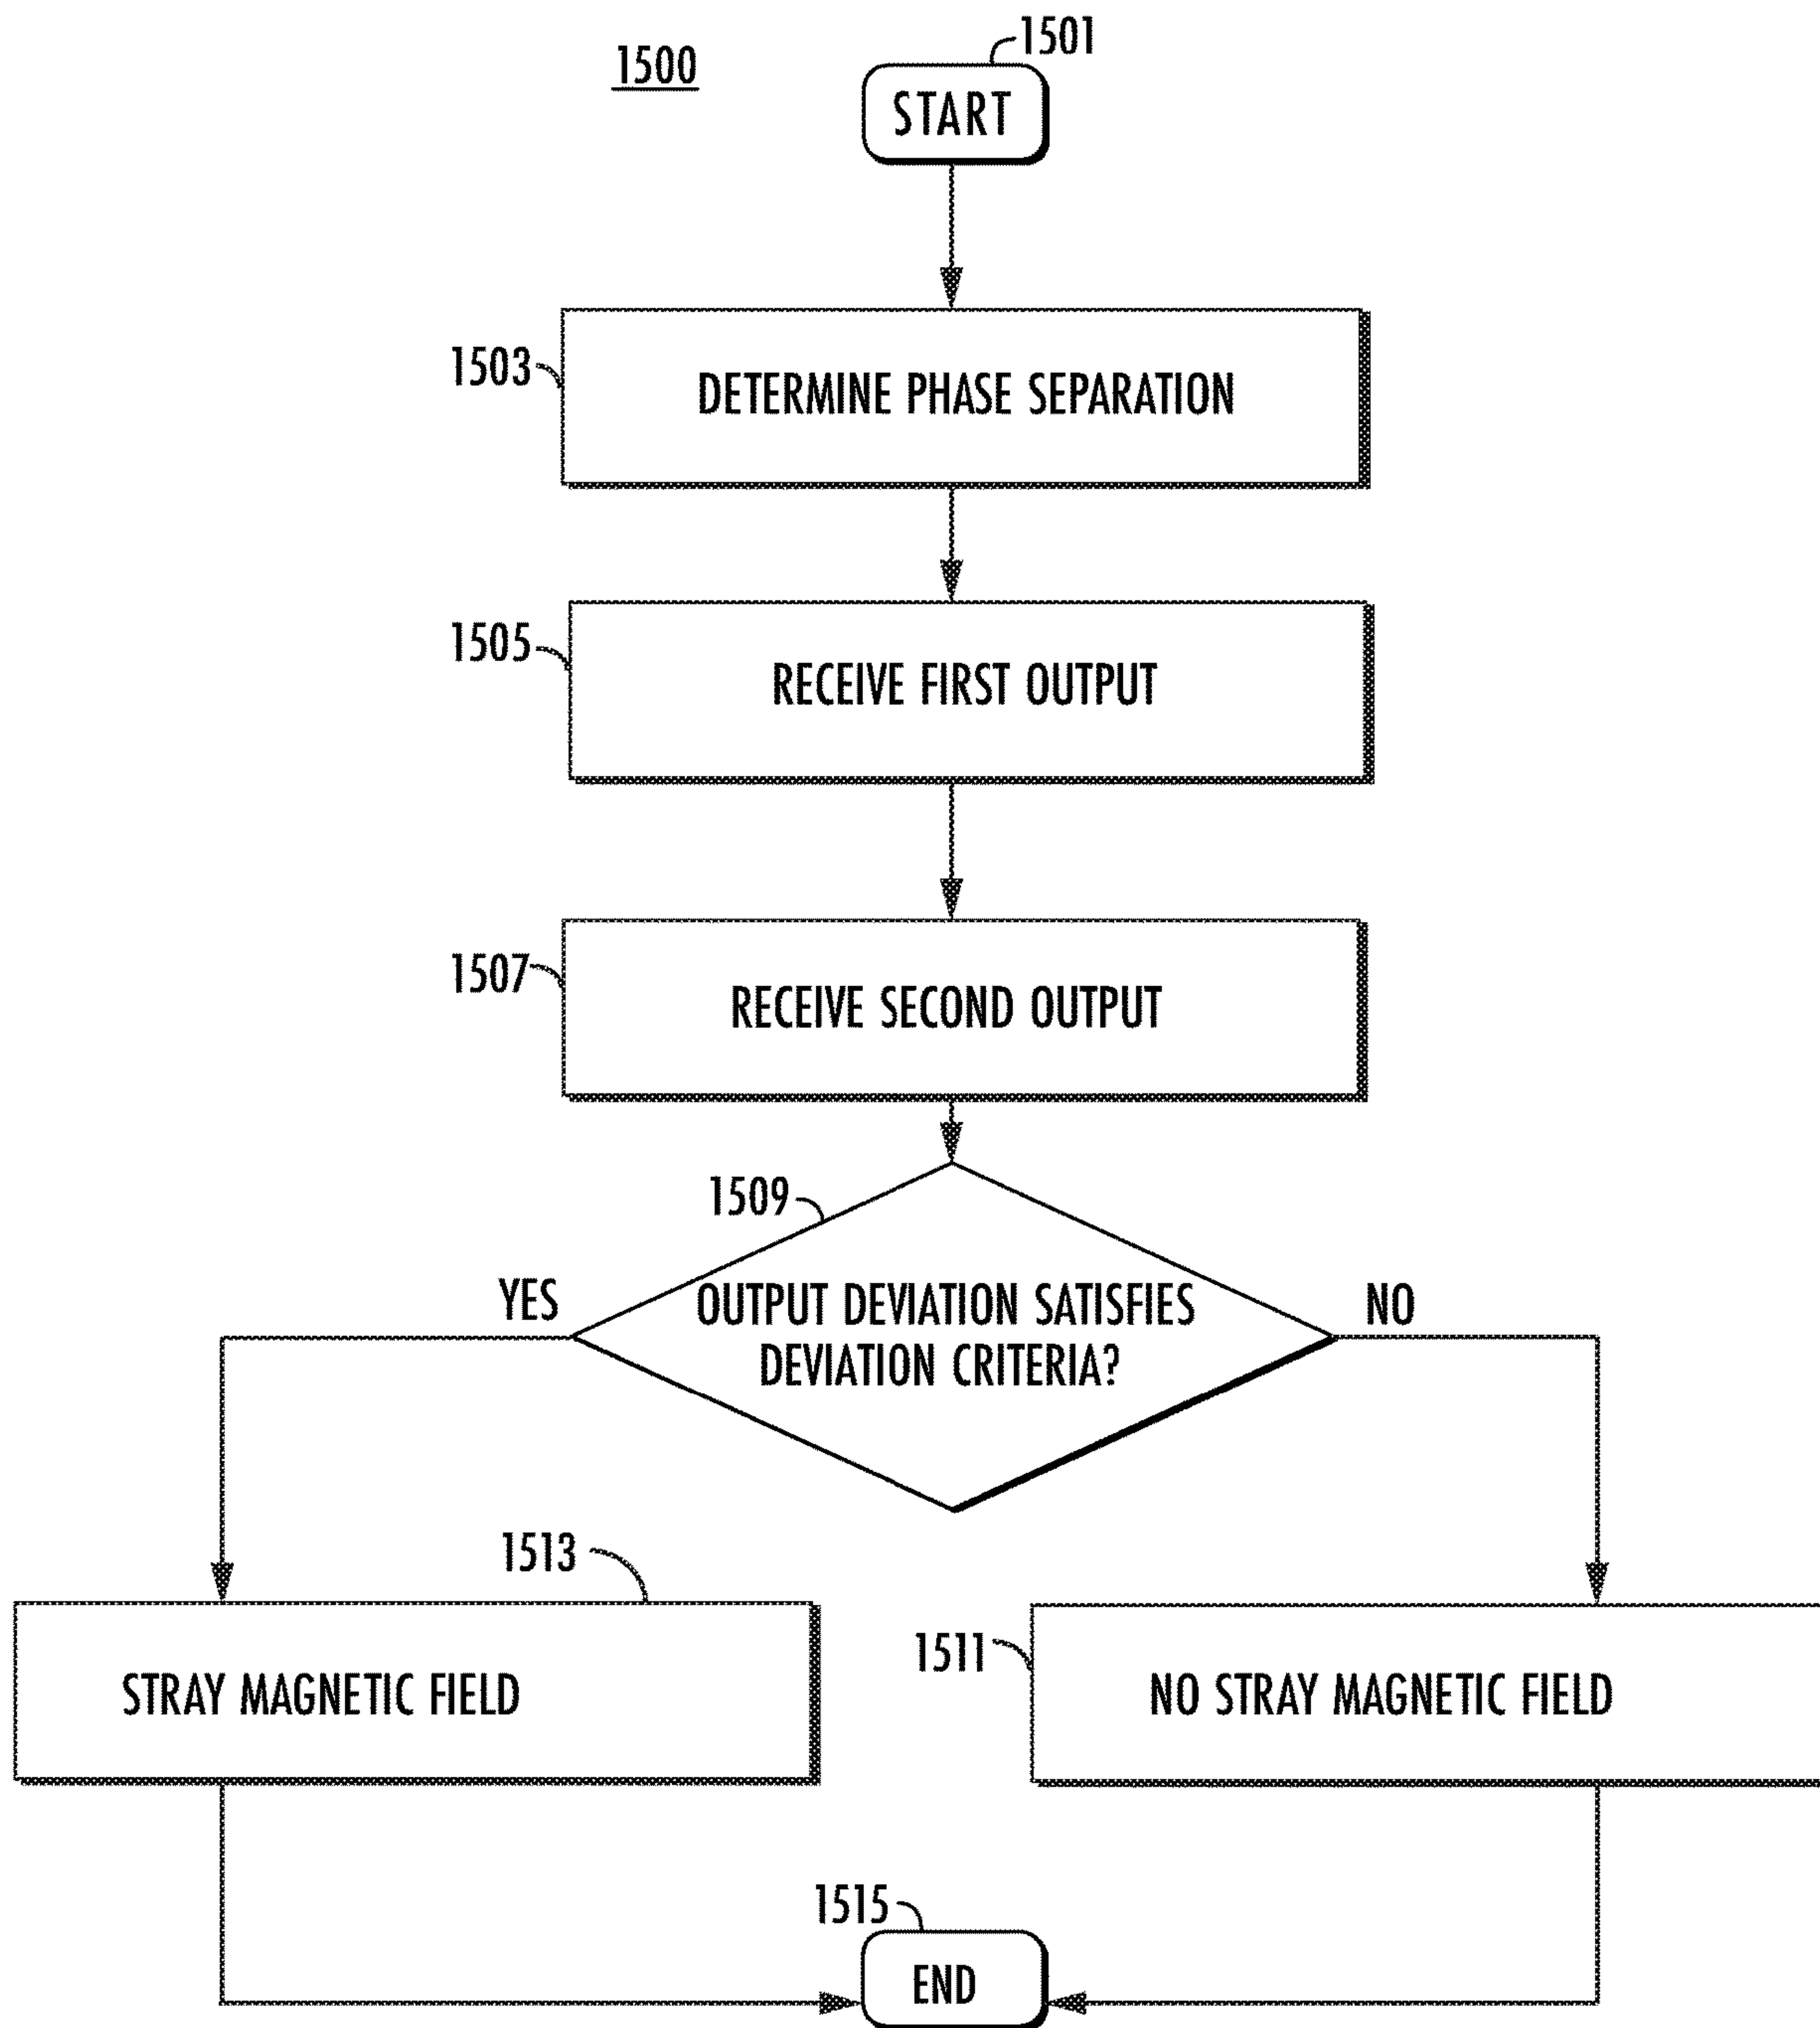 1500
1501
START
1503
DETERMINE PHASE SEPARATION
1505
RECEIVE FIRST OUTPUT
1507
RECEIVE SECOND OUTPUT
1509
YES
OUTPUT DEVIATION SATISFIES
DEVIATION CRITERIA?
NO
1513
STRAY MAGNETIC FIELD
1511
NO STRAY MAGNETIC FIELD
1515
END